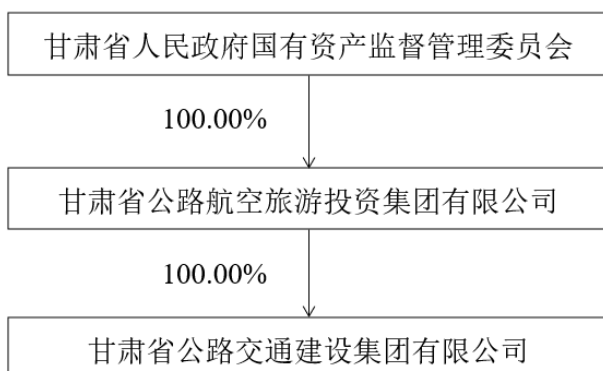 甘肃省人民政府国有资产监督管理委员会
100.00%
甘肃省公路航空旅游投资集团有限公司
100.00%
甘肃省公路交通建设集团有限公司